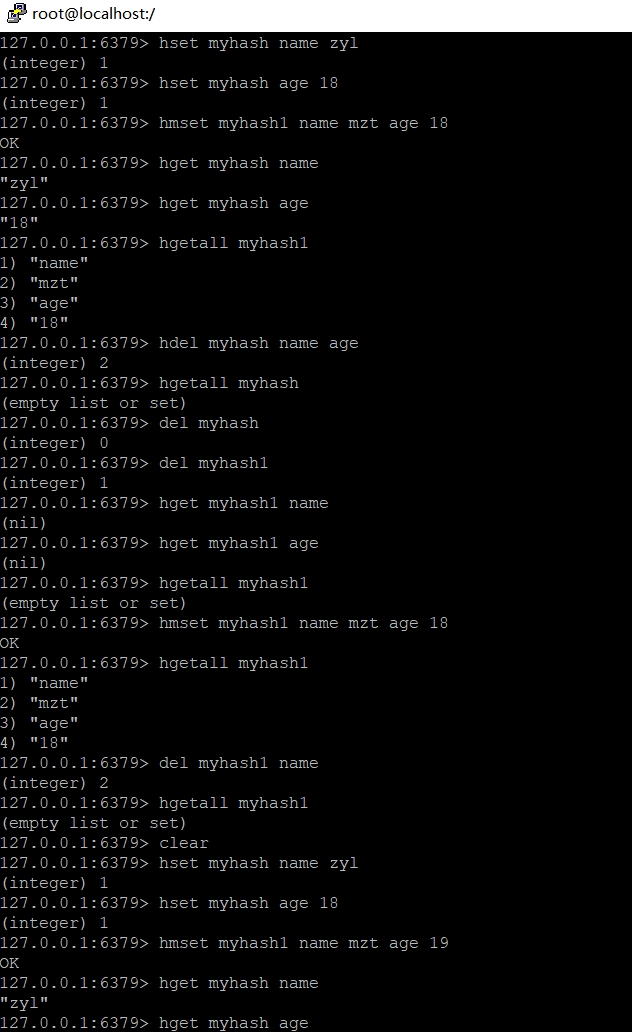 root@localhost:/
127.0.0.1:6379> hset myhash name zyl
(integer) 1
127.0.0.1:6379> hset myhash age 18
(integer) 1
127.0.0.1:6379> hmset myhash1 name mzt age 18
OK
127.0.0.1:6379> hget myhash name
"zyl"
127.0.0.1:6379> hget myhash age
"18"
127.0.0.1:6379> hgetall myhash1
1) "name"
2) "mzt"
3) "age"
4) "18"
127.0.0.1:6379> hdel myhash name age
(integer) 2
127.0.0.1:6379> hgetall myhash
(empty list or set)
127.0.0.1:6379> del myhash
(integer) 0
127.0.0.1:6379> del myhash1
(integer) 1
127.0.0.1:6379> hget myhash1 name
(nil)
127.0.0.1:6379> hget myhash1 age
(nil)
127.0.0.1:6379> hgetall myhash1
(empty list or set)
127.0.0.1:6379> hmset myhash1 name mzt age 18
OK
127.0.0.1:6379> hgetall myhash1
1) "name"
2) "mzt"
3) "age"
4) "18"
127.0.0.1:6379> del myhash1 name
(integer) 2
127.0.0.1:6379> hgetall myhash1
(empty list or set)
127.0.0.1:6379> clear
127.0.0.1:6379> hset myhash name zyl
(integer) 1
127.0.0.1:6379> hset myhash age 18
(integer) 1
127.0.0.1:6379> hmset myhash1 name mzt age 19
OK
127.0.0.1:6379> hget myhash name
"zyl"
127.0.0.1:6379> hget myhash age